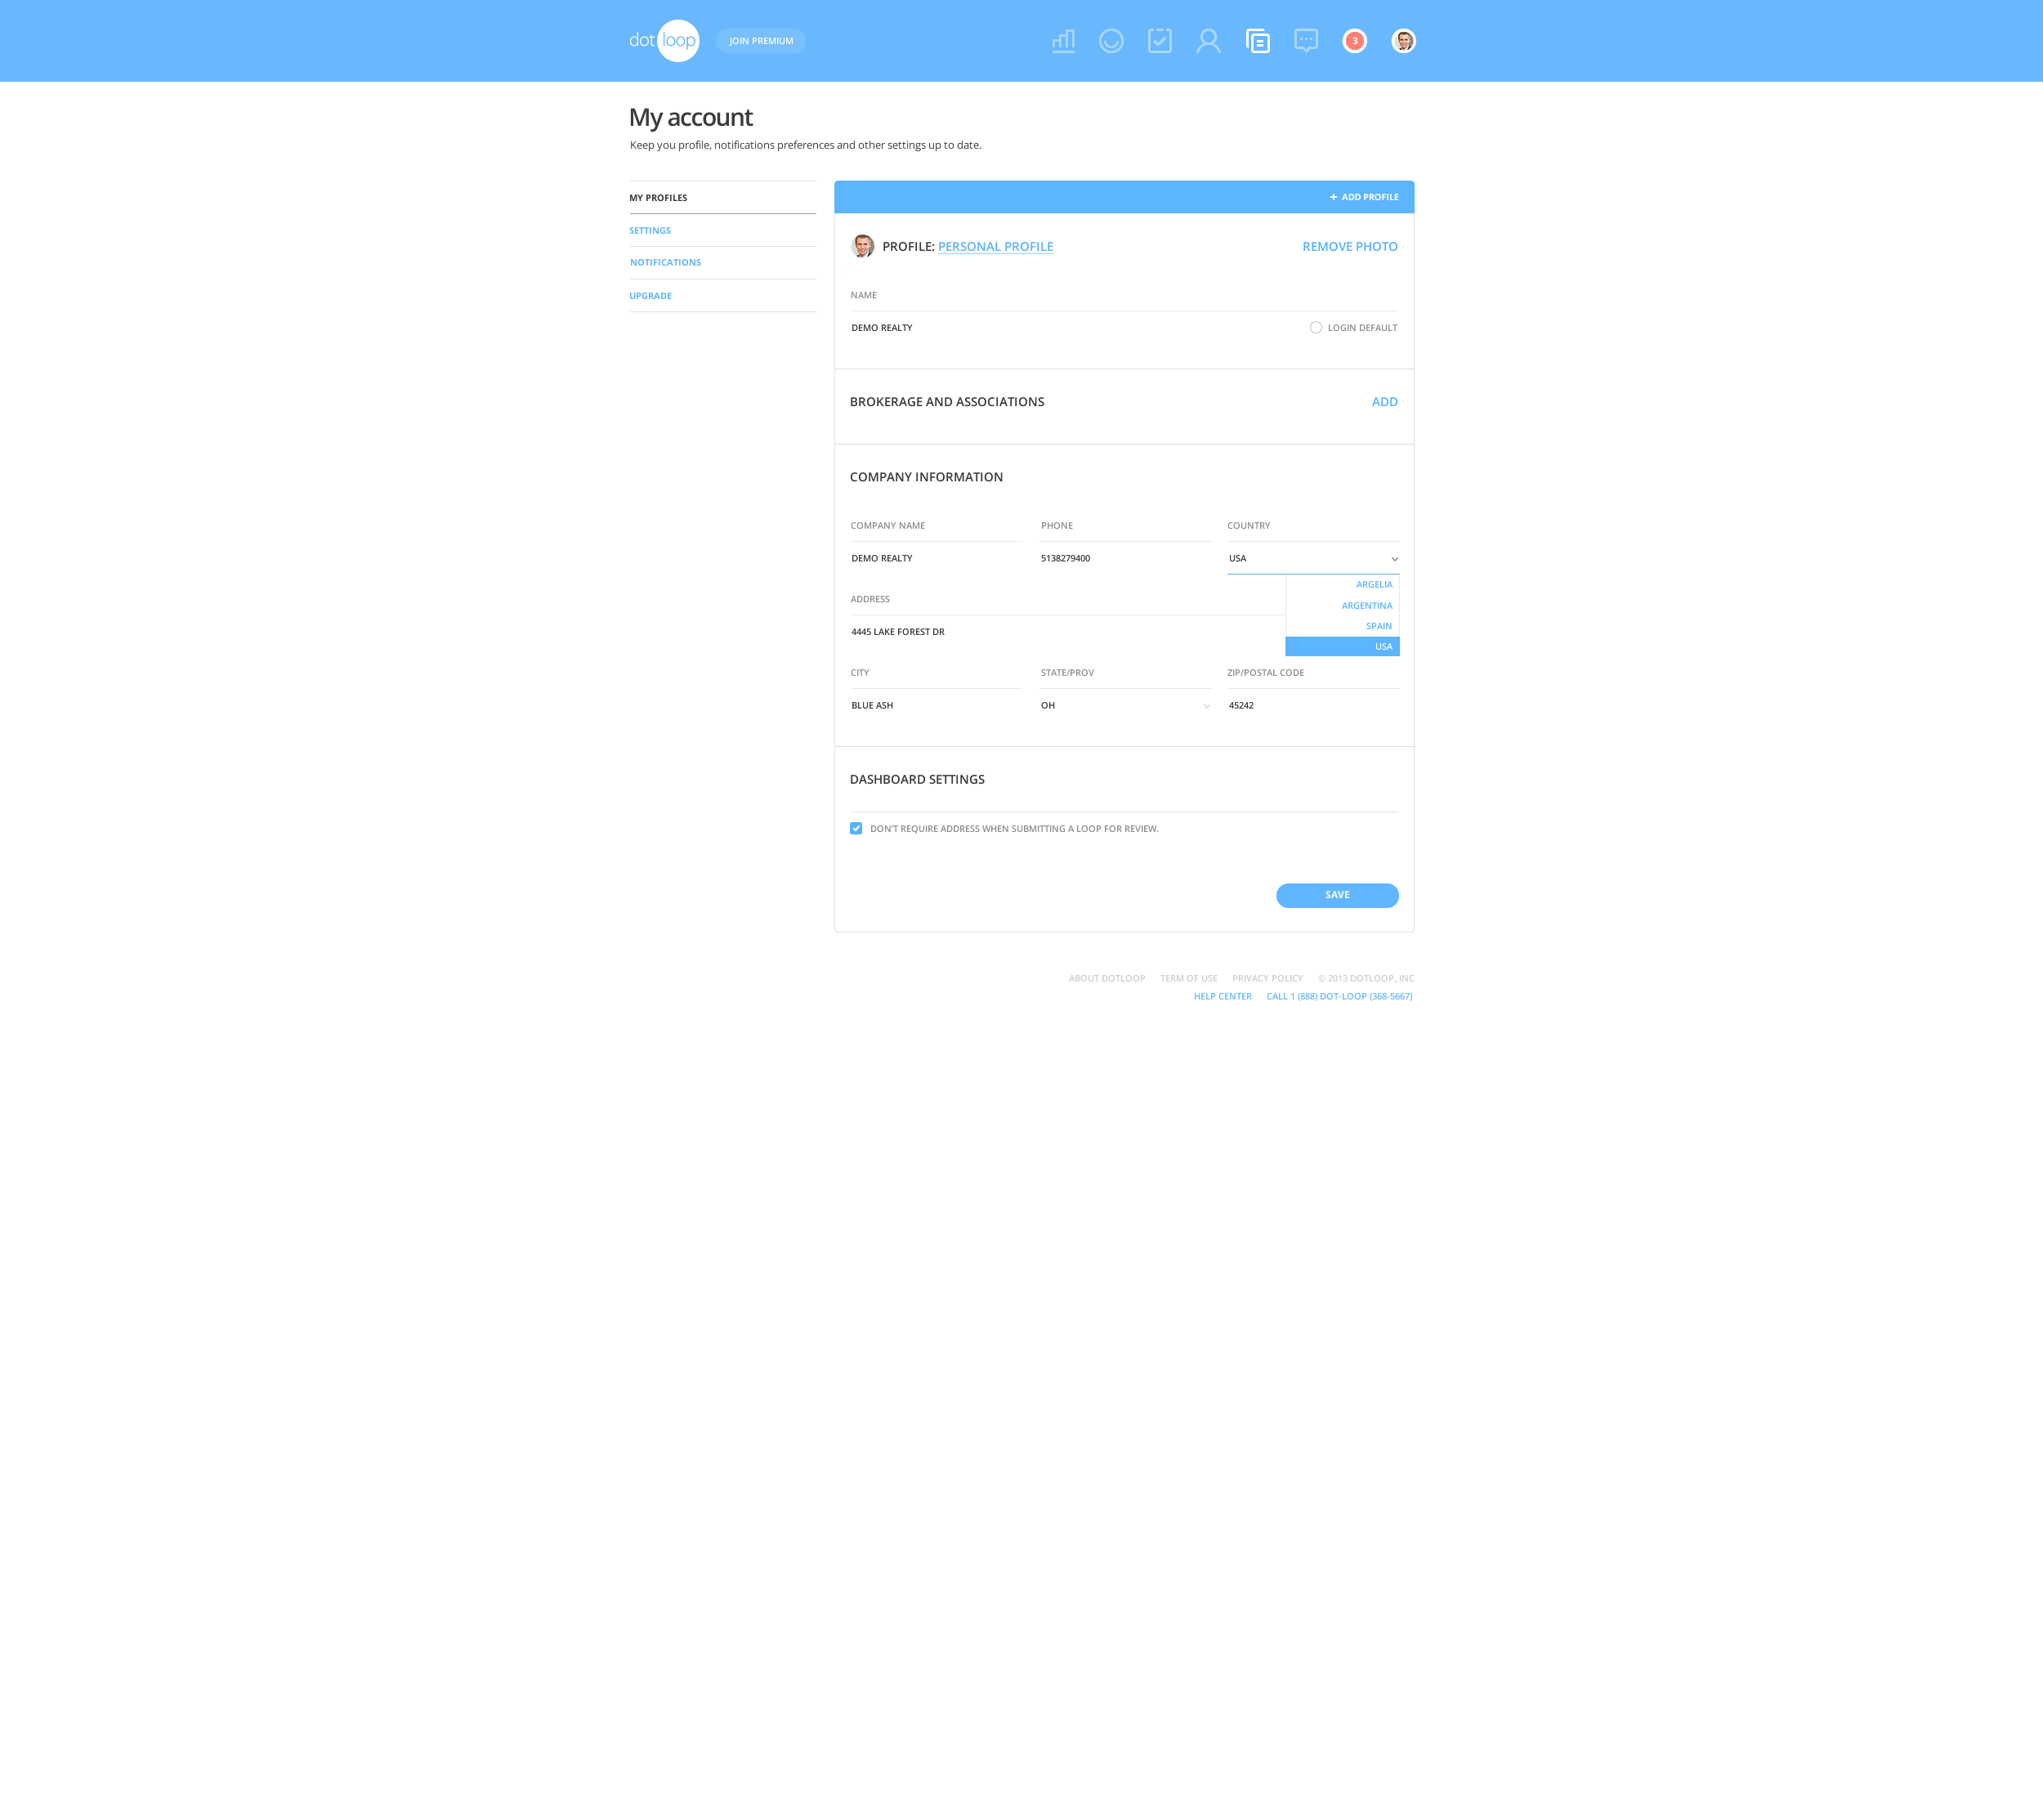 dot loop JOIN PREMIUM 3
My account
Keep you profile, notifications preferences and other settings up to date.
MY PROFILES
SETTINGS
NOTIFICATIONS
UPGRADE
+ ADD PROFILE
PROFILE: PERSONAL PROFILE REMOVE PHOTO
NAME
DEMO REALTY LOGIN DEFAULT
BROKERAGE AND ASSOCIATIONS ADD
COMPANY INFORMATION
COMPANY NAME PHONE COUNTRY
DEMO REALTY 5138279400 USA
ARGELIA
ARGENTINA
SPAIN
USA
ADDRESS
4445 LAKE FOREST DR
CITY STATE/PROV ZIP/POSTAL CODE
BLUE ASH OH 45242
DASHBOARD SETTINGS
DON'T REQUIRE ADDRESS WHEN SUBMITTING A LOOP FOR REVIEW.
SAVE
ABOUT DOTLOOP TERM OF USE PRIVACY POLICY © 2013 DOTLOOP, INC
HELP CENTER CALL 1 (888) DOT-LOOP (368-5667)